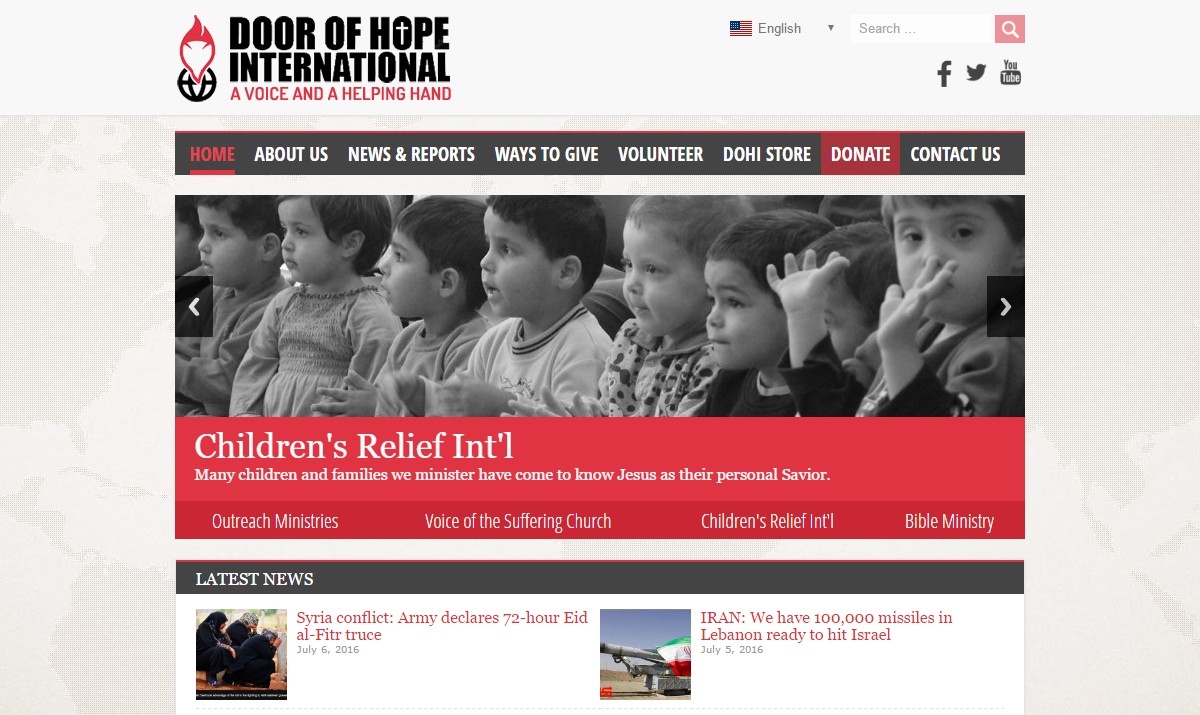 DOOR OF HOPE
INTERNATIONAL
A VOICE AND A HELPING HAND
English
Search ...
You
Tube
HOME ABOUT US NEWS & REPORTS WAYS TO GIVE VOLUNTEER DOHI STORE DONATE CONTACT US
Children's Relief Int'l
Many children and families we minister have come to know Jesus as their personal Savior.
Outreach Ministries Voice of the Suffering Church Children's Relief Int'l Bible Ministry
LATEST NEWS
Syria conflict: Army declares 72-hour Eid
al-Fitr truce
July 6, 2016
IRAN: We have 100,000 missiles in
Lebanon ready to hit Israel
July 5, 2016